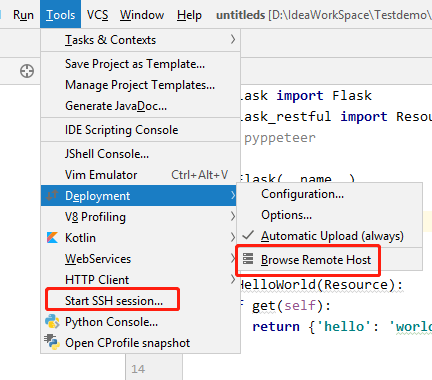 Run Tools VCS Window Help untitleds [D:\IdeaWorkSpace\Testdemo\
Tasks & Contexts
Save Project as Template...
Manage Project Templates...
Generate JavaDoc...
IDE Scripting Console
JShell Console...
Vim Emulator Ctrl+Alt+V
Deployment
V8 Profiling
Kotlin
WebServices
HTTP Client
Start SSH session...
Python Console...
Open CProfile snapshot
Configuration...
Options...
Automatic Upload (always)
Browse Remote Host
lask import Flask
lask_restful import Resou
pyppeteer
lask(__name__)
HelloWorld(Resource):
f get(self):
return {'hello': 'world
14